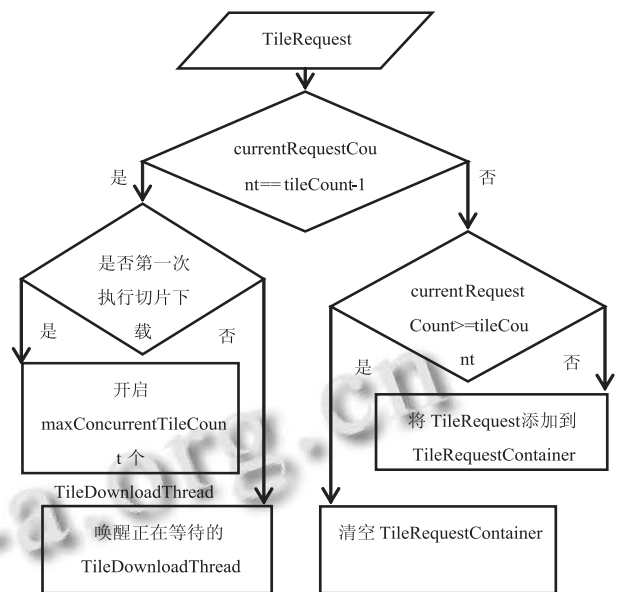 TileRequest
currentRequestCou
nt==tileCount-1
是
否
是否第一次
执行切片下
载
currentRequest
Count>=tileCou
nt
是
否
是
否
开启
maxConcurrentTileCoun
t 个
TileDownloadThread
将 TileRequest添加到
TileRequestContainer
唤醒正在等待的
TileDownloadThread
清空 TileRequestContainer
a.org.cn